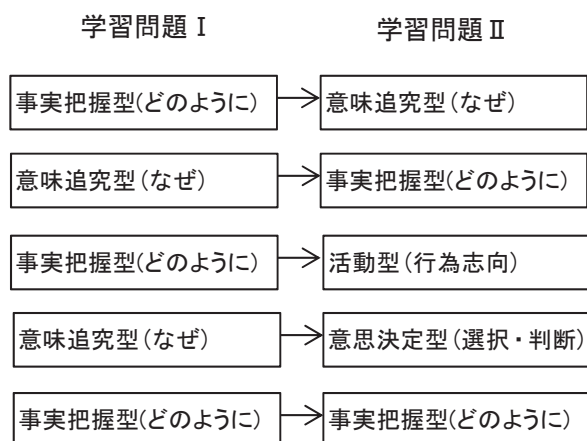 学習問題Ⅰ 学習問題Ⅱ
事実把握型(どのように) 意味追究型(なぜ)
意味追究型(なぜ) 事実把握型(どのように)
事実把握型(どのように) 活動型(行為志向)
意味追究型(なぜ) 意思決定型(選択・判断)
事実把握型(どのように) 事実把握型(どのように)